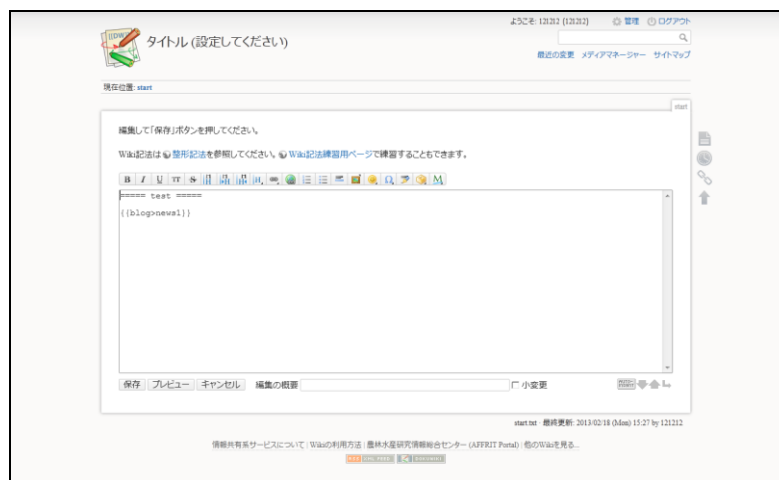 ようこそ: 121212 (121212) 管理 ログアウト
タイトル (設定してください)
最近の変更 メディアマネージャー サイトマップ
現在位置: start
start
編集して「保存」ボタンを押してください。
Wiki記法は 整形記法を参照してください。 Wiki記法練習用ページで練習することもできます。
B I U TT S
===== test =====
{{blog>news1}}
保存 プレビュー キャンセル 編集の概要 小変更
start.txt · 最終更新: 2013/02/18 (Mon) 15:27 by 121212
情報共有系サービスについて | Wikiの利用方法 | 農林水産研究情報総合センター (AFFRIT Portal) | 他のWikiを見る...